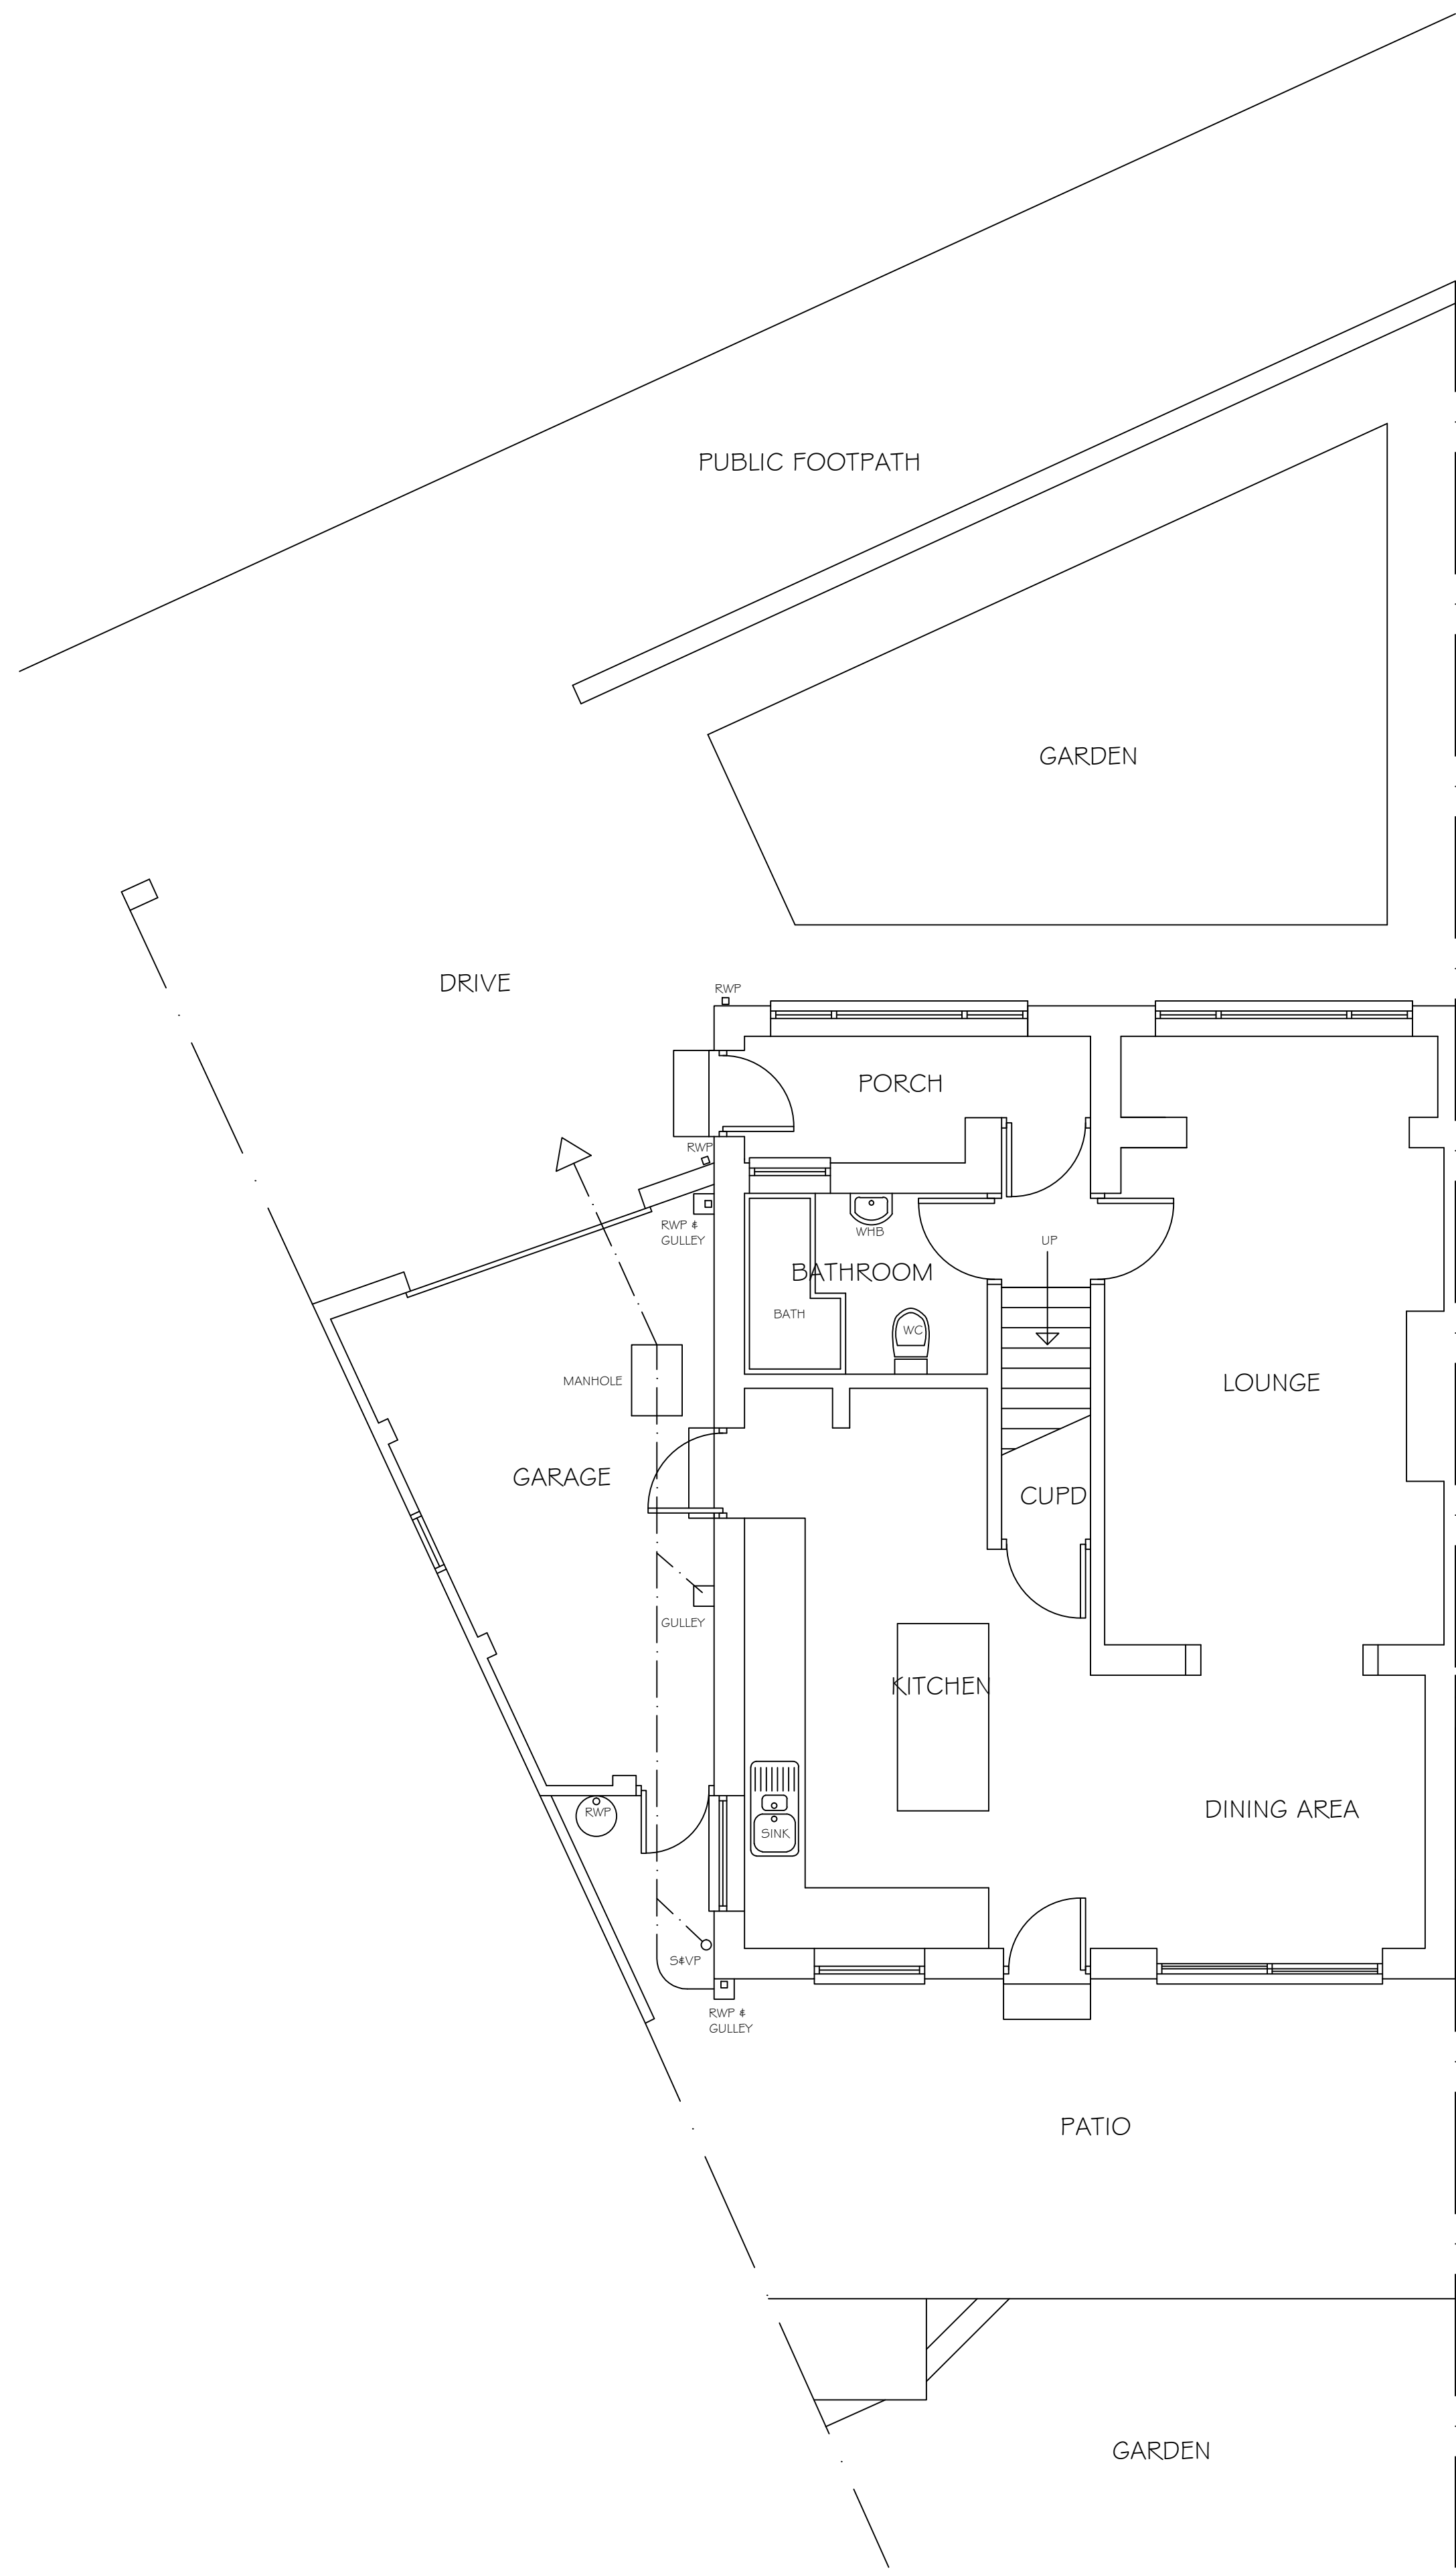 PUBLIC FOOTPATH
GARDEN
DRIVE
RWP
PORCH
RWP
RWP &
GULLEY
WHB
UP
BATHROOM
BATH
WC
MANHOLE
LOUNGE
GARAGE
CUPD
GULLEY
KITCHEN
DINING AREA
RWP
SINK
S&VP
RWP &
GULLEY
PATIO
GARDEN